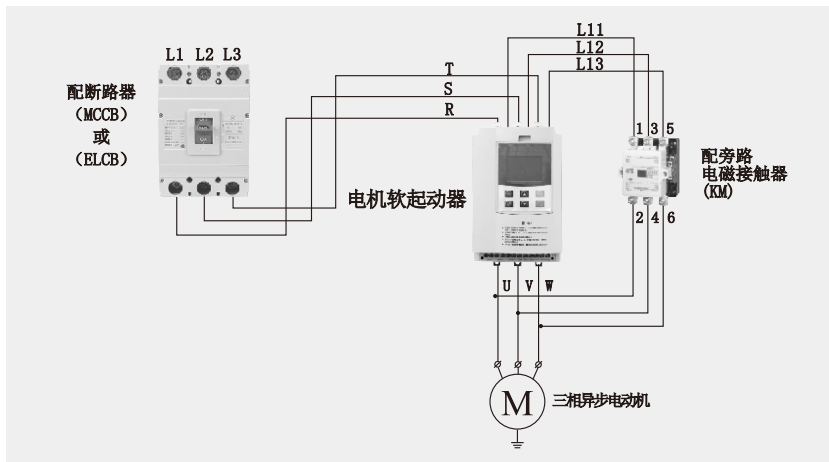 L1 L2 L3
配断路器
（MCCB）
或
（ELCB）
T
S
R
L11
L12
L13
电机软起动器
1 3 5
配旁路
电磁接触器
(KM)
2 4 6
U V W
M
三相异步电动机